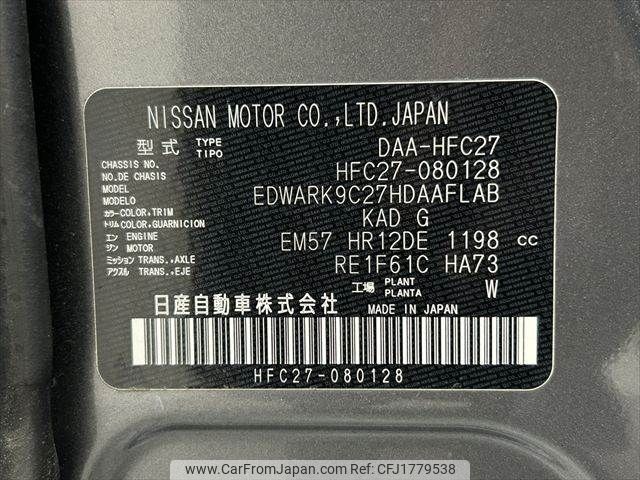 NISSAN MOTOR CO.,LTD.JAPAN
型式 TYPE TIPO DAA-HFC27
CHASSIS NO. NO.DE CHASIS HFC27-080128
MODEL MODELO EDWARK9C27HDAAFLAB
カラー COLOR,TRIM トリム COLOR,GUARNICION KAD G
エン ENGINE ジン MOTOR EM57 HR12DE 1198 cc
ミッション TRANS.,AXLE アクスル TRANS.,EJE RE1F61C HA73
工場 PLANT PLANTA W
日産自動車株式会社 MADE IN JAPAN
HFC27-080128
CAR FROM JAPAN
www.carfromjapan.com Ref No: CFJ1779538